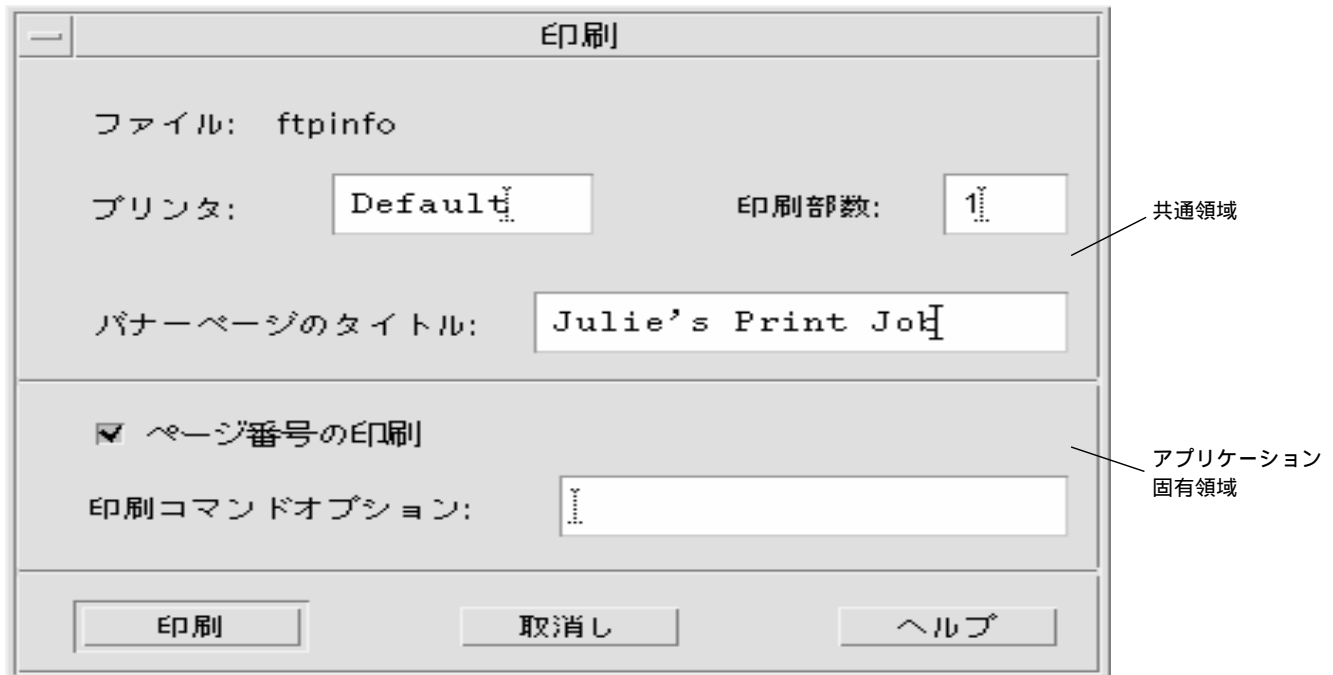 印刷
ファイル: ftpinfo
プリンタ: Default 印刷部数: 1
共通領域
バナーページのタイトル: Julie's Print Job
ページ番号の印刷
アプリケーション
固有領域
印刷コマンドオプション:
印刷 取消し ヘルプ